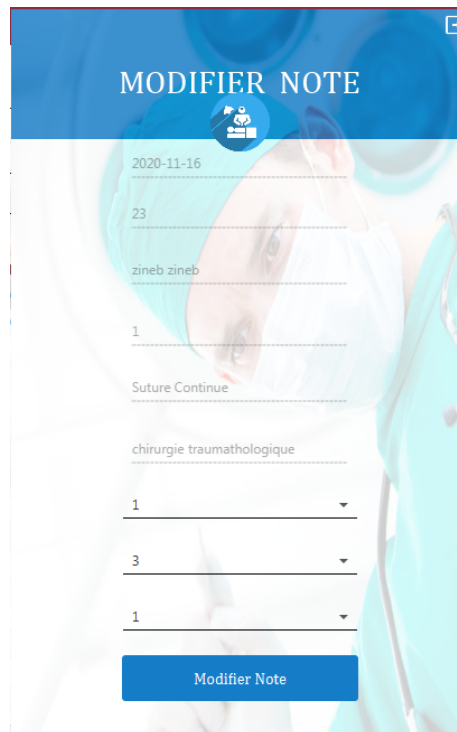 MODIFIER NOTE
2020-11-16
23
zineb zineb
1
Suture Continue
chirurgie traumathologique
1
3
1
Modifier Note